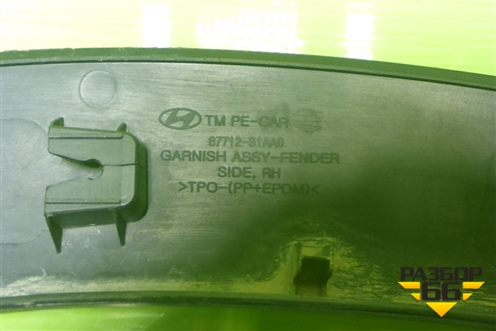 TM PE-CAR
87712-S1AA0
GARNISH ASSY-FENDER
SIDE, RH
>TPO-(PP+EPDM)<
РАЗБОР
66